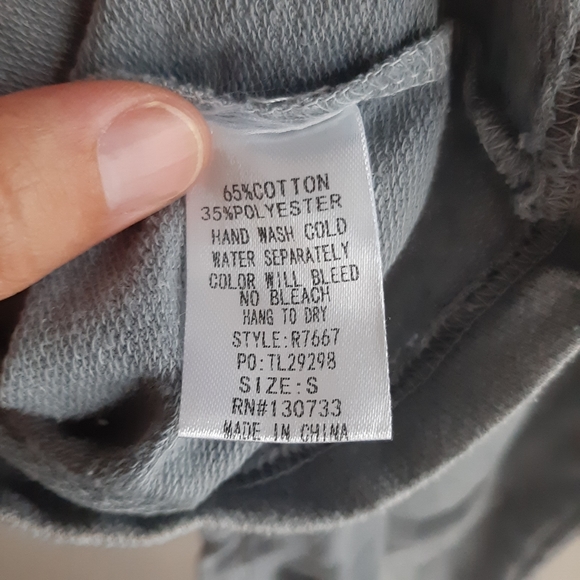 65%COTTON
35%POLYESTER
HAND WASH COLD
WATER SEPARATELY
COLOR WILL BLEED
NO BLEACH
HANG TO DRY
STYLE:R7667
PO:TL29298
SIZE:S
RN#130733
MADE IN CHINA